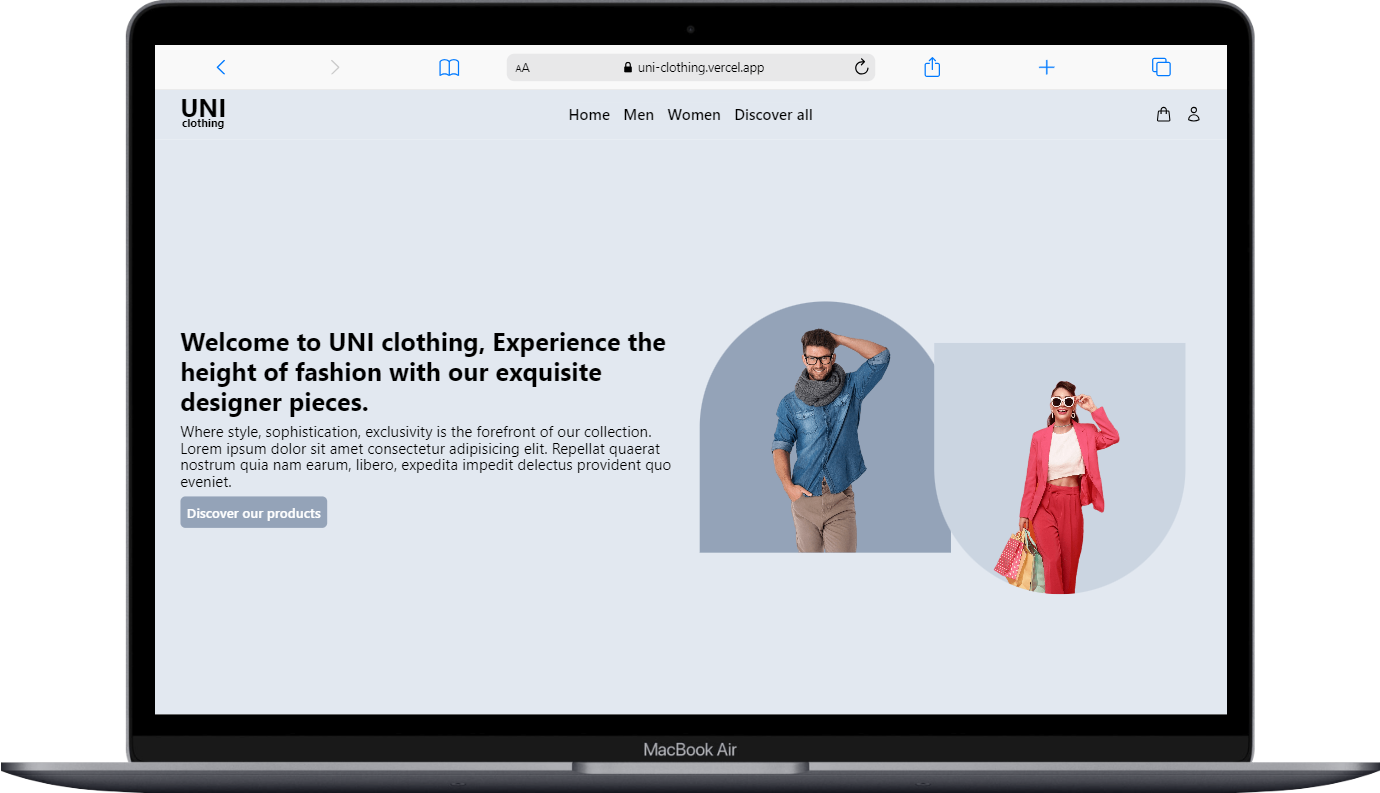 AA uni-clothing.vercel.app
UNI
clothing
Home Men Women Discover all
Welcome to UNI clothing, Experience the
height of fashion with our exquisite
designer pieces.
Where style, sophistication, exclusivity is the forefront of our collection.
Lorem ipsum dolor sit amet consectetur adipisicing elit. Repellat quaerat
nostrum quia nam earum, libero, expedita impedit delectus provident quo
eveniet.
Discover our products
MacBook Air